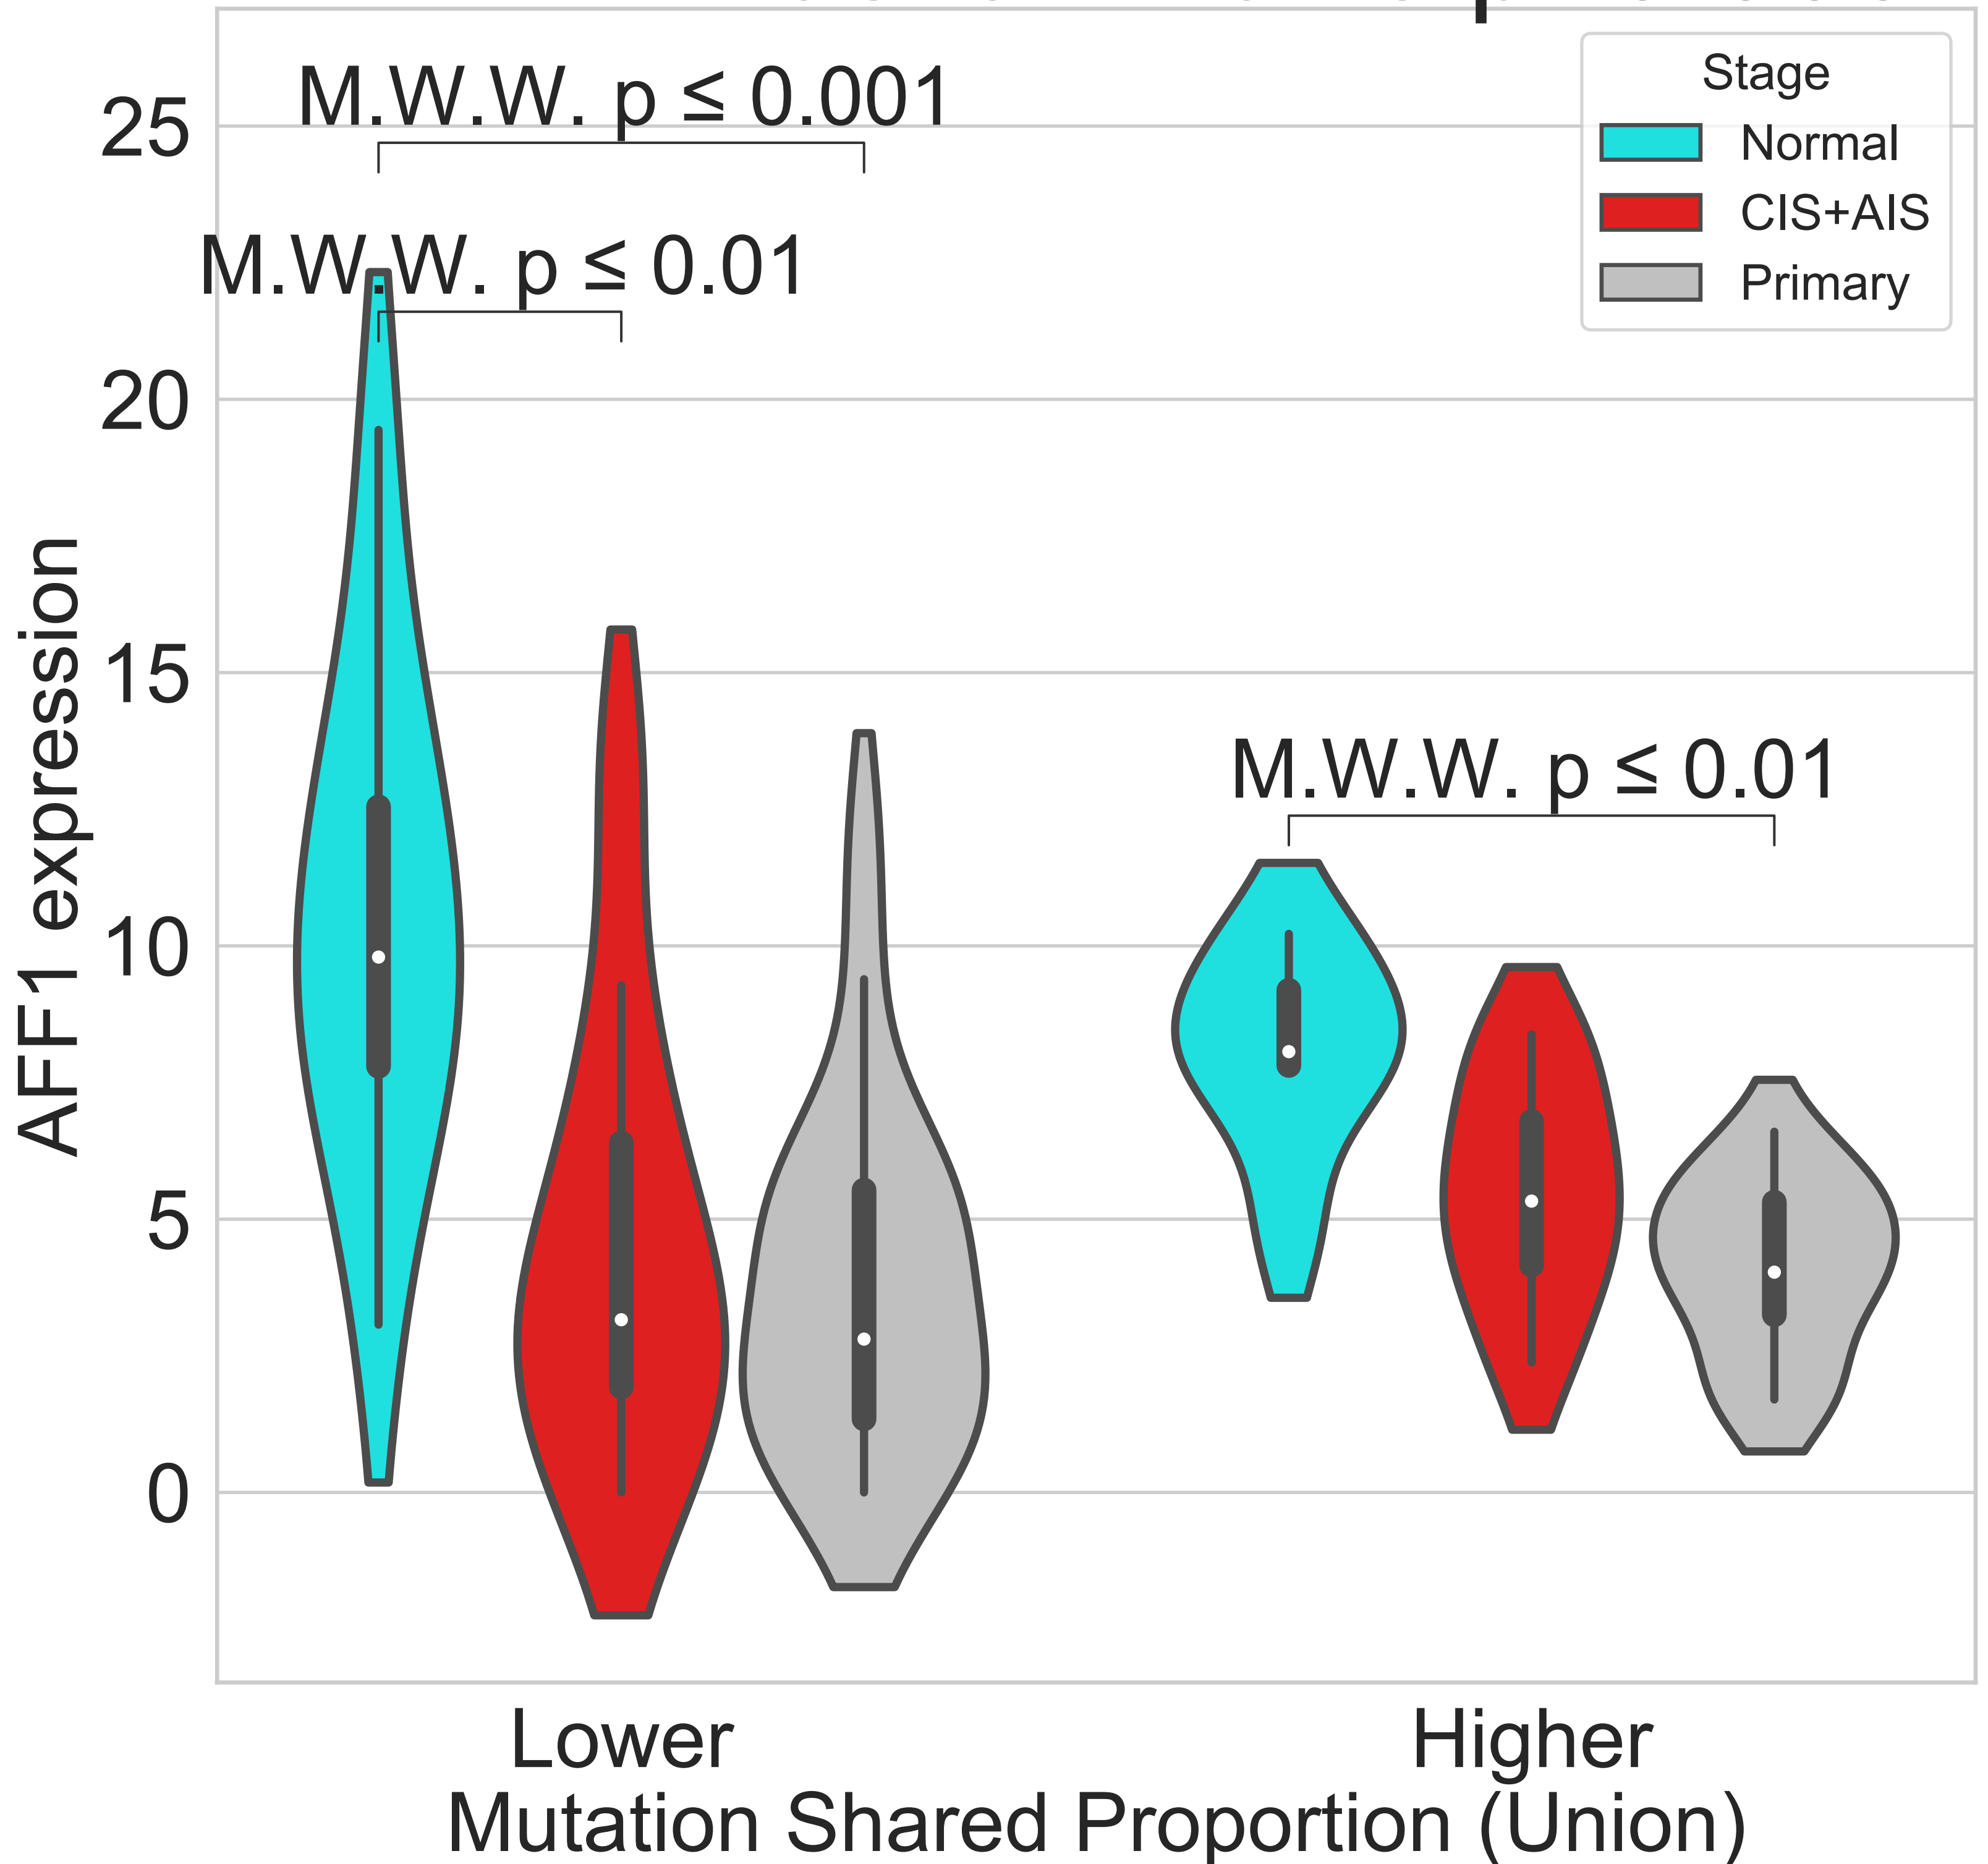 M.W.W. p ≤ 0.001
M.W.W. p ≤ 0.01
M.W.W. p ≤ 0.01
Stage
Normal
CIS+AIS
Primary
25
20
15
10
5
0
AFF1 expression
Lower
Higher
Mutation Shared Proportion (Union)